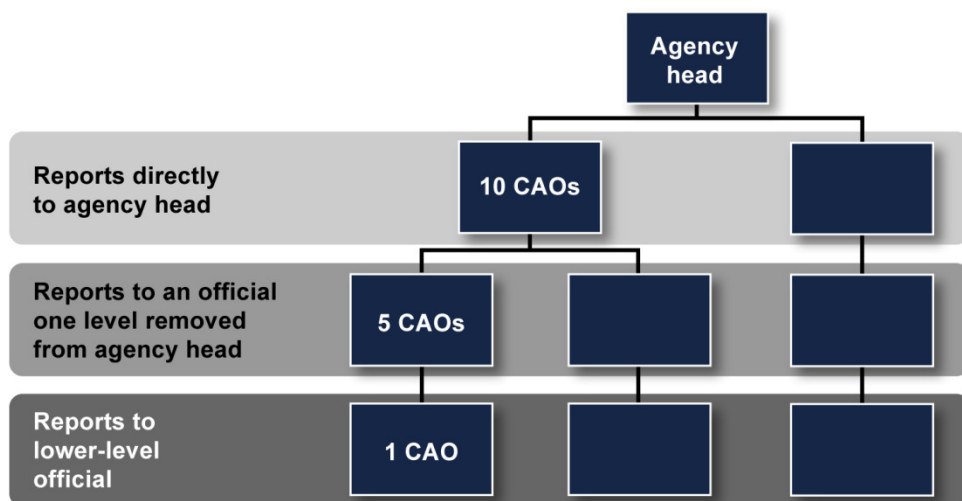 Agency
head
Reports directly
to agency head
10 CAOs
Reports to an official
one level removed
from agency head
5 CAOs
Reports to
lower-level
official
1 CAO